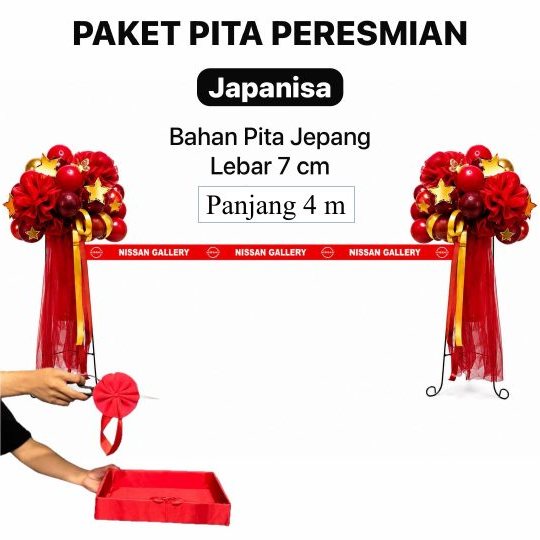 PAKET PITA PERESMIAN
Japanisa
Bahan Pita Jepang
Lebar 7 cm
Panjang 4 m
NISSAN GALLERY NISSAN GALLERY NISSAN GALLERY